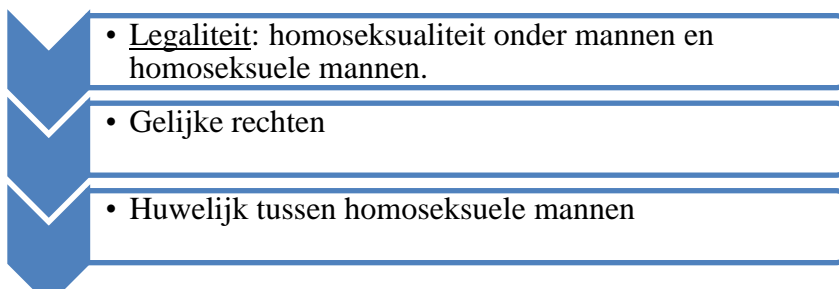 • Legaliteit: homoseksualiteit onder mannen en
homoseksuele mannen.
• Gelijke rechten
• Huwelijk tussen homoseksuele mannen